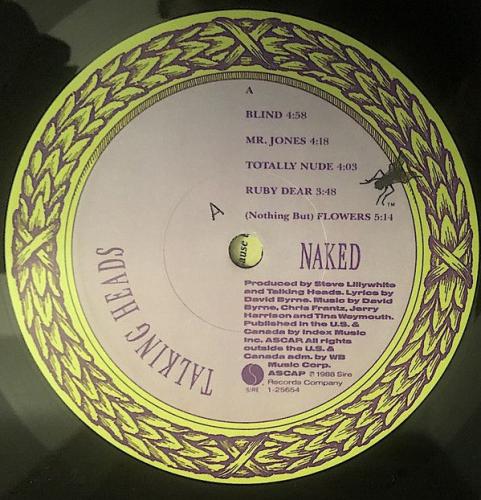 A
BLIND 4:58
MR. JONES 4:18
TOTALLY NUDE 4:03
RUBY DEAR 3:48
(Nothing But) FLOWERS 5:14
TM
A
ause
NAKED
TALKING HEADS
Produced by Steve Lillywhite
and Talking Heads. Lyrics by
David Byrne. Music by David
Byrne, Chris Frantz, Jerry
Harrison and Tina Weymouth.
Published in the U.S. &
Canada by Index Music
Inc. ASCAP. All rights
outside the U.S. &
Canada adm. by WB
Music Corp.
ASCAP ℗ 1988 Sire
Records Company
SIRE 1-25654